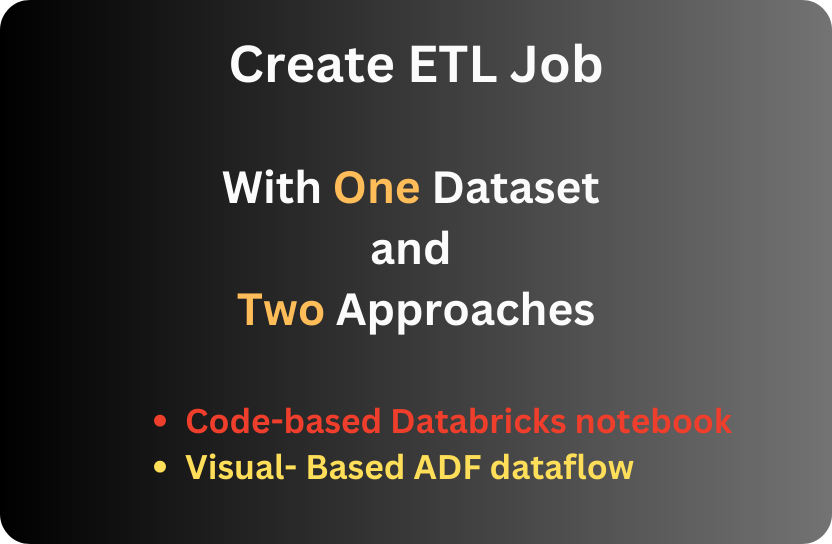 Create ETL Job
With One Dataset
and
Two Approaches
• Code-based Databricks notebook
• Visual- Based ADF dataflow